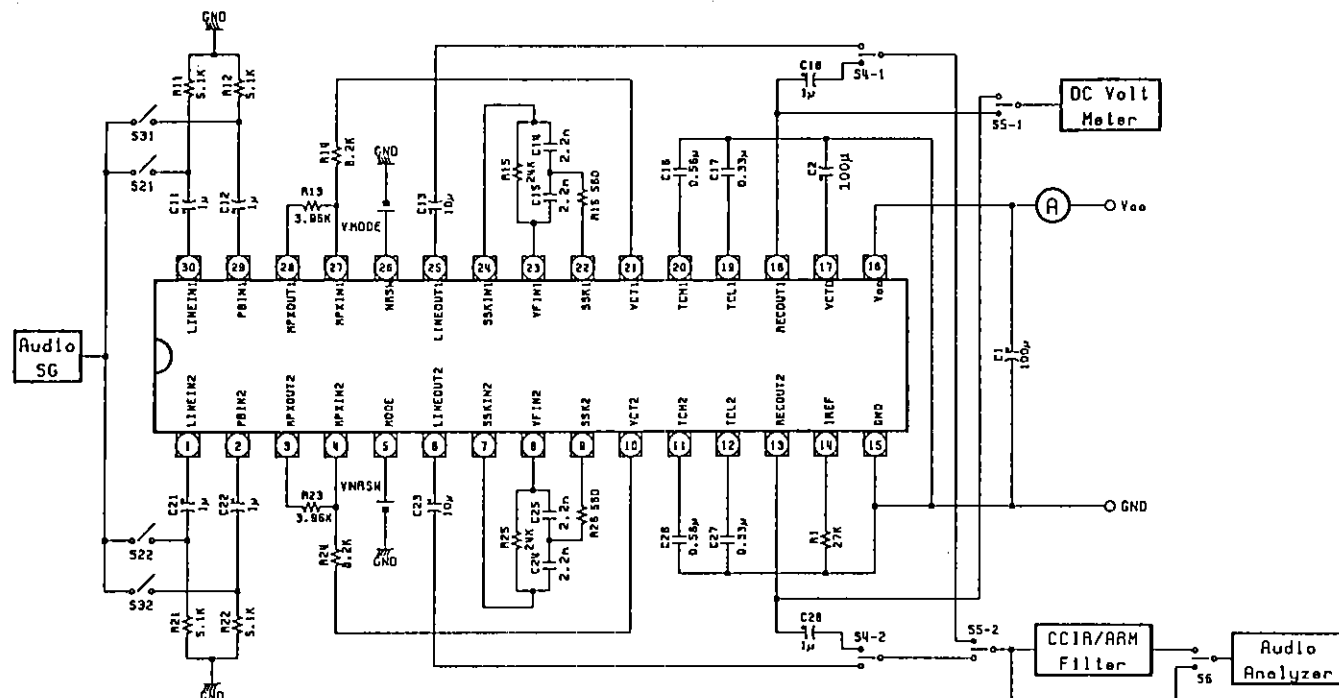 GND
R11 5.1K
R12 5.1K
S31
S21
C11 1μ
C12 1μ
R14 8.2K
R13 3.96K
GND
V.MODE
C13 10μ
R15 24K
C14 2.2n
C15 2.2n
R16 560
C16 0.56μ
C17 0.33μ
C2 100μ
C18 1μ
S4-1
S5-1
DC Volt Meter
A
VDD
C1 100μ
GND
30 29 28 27 26 25 24 23 22 21 20 19 18 17 16
LINEIN1
PBIN1
MPXOUT1
MPXIN1
NRSW
LINEOUT1
SSKIN1
VFIN1
SSK1
VCT1
TCH1
TCL1
RECOUT1
VCTO
VDD
Audio SG
LINEIN2
PBIN2
MPXOUT2
MPXIN2
MODE
LINEOUT2
SSKIN2
VFIN2
SSK2
VCT2
TCH2
TCL2
RECOUT2
IREF
GND
1 2 3 4 5 6 7 8 9 10 11 12 13 14 15
C21 1μ
C22 1μ
S22
S32
R21 5.1K
R22 5.1K
GND
R23 3.96K
R24 8.2K
VNRSW
GND
C23 10μ
R25 24K
C25 2.2n
C24 2.2n
R26 560
C26 0.56μ
C27 0.33μ
R1 27K
C28 1μ
S4-2
S5-2
CCIR/ARM Filter
S6
Audio Analyzer